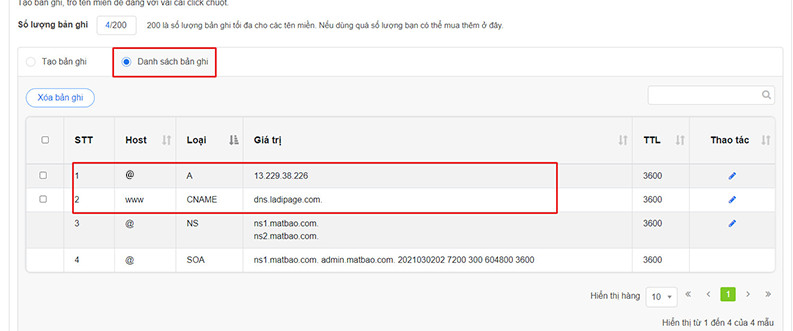 Tạo bản ghi, trỏ tên miền dễ dàng với vài cái click chuột.
Số lượng bản ghi 4/200 200 là số lượng bản ghi tối đa cho các tên miền. Nếu dùng quá số lượng bạn có thể mua thêm ở đây.
Tạo bản ghi Danh sách bản ghi
Xóa bản ghi
STT Host Loại Giá trị TTL Thao tác
1 @ A 13.229.38.226 3600
2 www CNAME dns.ladipage.com. 3600
3 @ NS ns1.matbao.com. 3600
ns2.matbao.com.
4 @ SOA ns1.matbao.com. admin.matbao.com. 2021030202 7200 300 604800 3600 3600
Hiển thị hàng 10 « ‹ 1 › »
Hiển thị từ 1 đến 4 của 4 mẫu